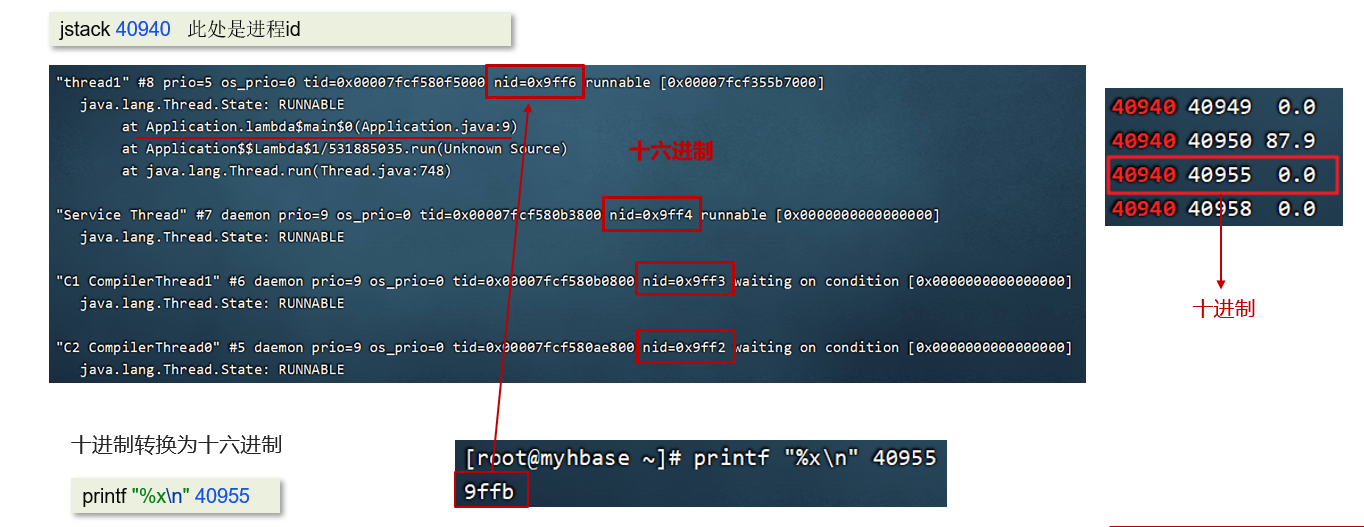 jstack 40940 此处是进程id
"thread1" #8 prio=5 os_prio=0 tid=0x00007fcf580f5000 nid=0x9ff6 runnable [0x00007fcf355b7000]
java.lang.Thread.State: RUNNABLE
at Application.lambda$main$0(Application.java:9)
at Application$$Lambda$1/531885035.run(Unknown Source)
at java.lang.Thread.run(Thread.java:748)
十六进制
"Service Thread" #7 daemon prio=9 os_prio=0 tid=0x00007fcf580b3800 nid=0x9ff4 runnable [0x0000000000000000]
java.lang.Thread.State: RUNNABLE
"C1 CompilerThread1" #6 daemon prio=9 os_prio=0 tid=0x00007fcf580b0800 nid=0x9ff3 waiting on condition [0x0000000000000000]
java.lang.Thread.State: RUNNABLE
"C2 CompilerThread0" #5 daemon prio=9 os_prio=0 tid=0x00007fcf580ae800 nid=0x9ff2 waiting on condition [0x0000000000000000]
java.lang.Thread.State: RUNNABLE
40940 40949 0.0
40940 40950 87.9
40940 40955 0.0
40940 40958 0.0
十进制
十进制转换为十六进制
printf "%x\n" 40955
[root@myhbase ~]# printf "%x\n" 40955
9ffb